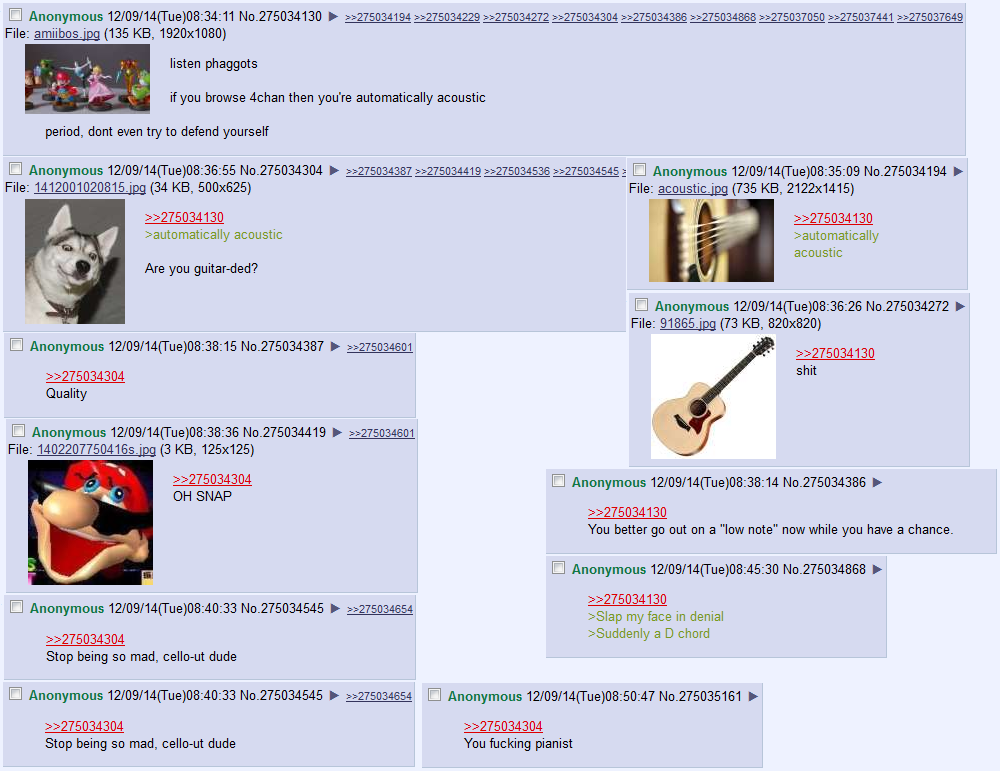 Anonymous 12/09/14(Tue)08:34:11 No.275034130 ▶ >>275034194 >>275034229 >>275034272 >>275034304 >>275034386 >>275034868 >>275037050 >>275037441 >>275037649
File: amiibos.jpg (135 KB, 1920x1080)
listen phaggots
if you browse 4chan then you're automatically acoustic
period, dont even try to defend yourself
Anonymous 12/09/14(Tue)08:36:55 No.275034304 ▶ >>275034387 >>275034419 >>275034536 >>275034545 >
File: 1412001020815.jpg (34 KB, 500x625)
>>275034130
>automatically acoustic
Are you guitar-ded?
Anonymous 12/09/14(Tue)08:35:09 No.275034194 ▶
File: acoustic.jpg (735 KB, 2122x1415)
>>275034130
>automatically
acoustic
Anonymous 12/09/14(Tue)08:36:26 No.275034272 ▶
File: 91865.jpg (73 KB, 820x820)
>>275034130
shit
Anonymous 12/09/14(Tue)08:38:15 No.275034387 ▶ >>275034601
>>275034304
Quality
Anonymous 12/09/14(Tue)08:38:36 No.275034419 ▶ >>275034601
File: 1402207750416s.jpg (3 KB, 125x125)
>>275034304
OH SNAP
Anonymous 12/09/14(Tue)08:38:14 No.275034386 ▶
>>275034130
You better go out on a "low note" now while you have a chance.
Anonymous 12/09/14(Tue)08:45:30 No.275034868 ▶
>>275034130
>Slap my face in denial
>Suddenly a D chord
Anonymous 12/09/14(Tue)08:40:33 No.275034545 ▶ >>275034654
>>275034304
Stop being so mad, cello-ut dude
Anonymous 12/09/14(Tue)08:40:33 No.275034545 ▶ >>275034654
>>275034304
Stop being so mad, cello-ut dude
Anonymous 12/09/14(Tue)08:50:47 No.275035161 ▶
>>275034304
You fucking pianist